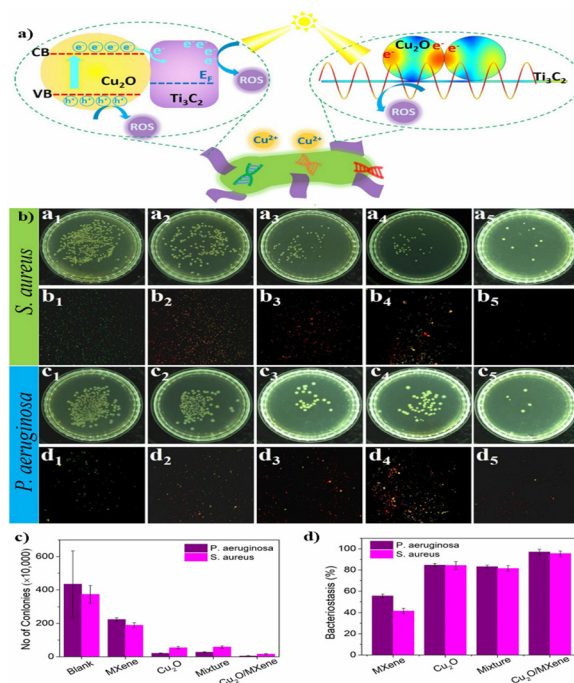 a)
CB
e⁻ e⁻ e⁻ e⁻
e⁻
e⁻ e⁻
e⁻
Cu₂O
E_F
VB
h⁺ h⁺ h⁺ h⁺
Ti₃C₂
ROS
ROS
Cu₂O
e⁻ e⁻
e⁻
Ti₃C₂
ROS
Cu²⁺ Cu²⁺
b)
S. aureus
a₁ a₂ a₃ a₄ a₅
b₁ b₂ b₃ b₄ b₅
P. aeruginosa
c₁ c₂ c₃ c₄ c₅
d₁ d₂ d₃ d₄ d₅
c)
P. aeruginosa
S. aureus
No of Conlonies (×10,000)
600
400
200
0
Blank MXene Cu₂O Mixture Cu₂O/MXene
d)
P. aeruginosa
S. aureus
Bacteriostasis (%)
100
80
60
40
20
0
MXene Cu₂O Mixture Cu₂O/MXene